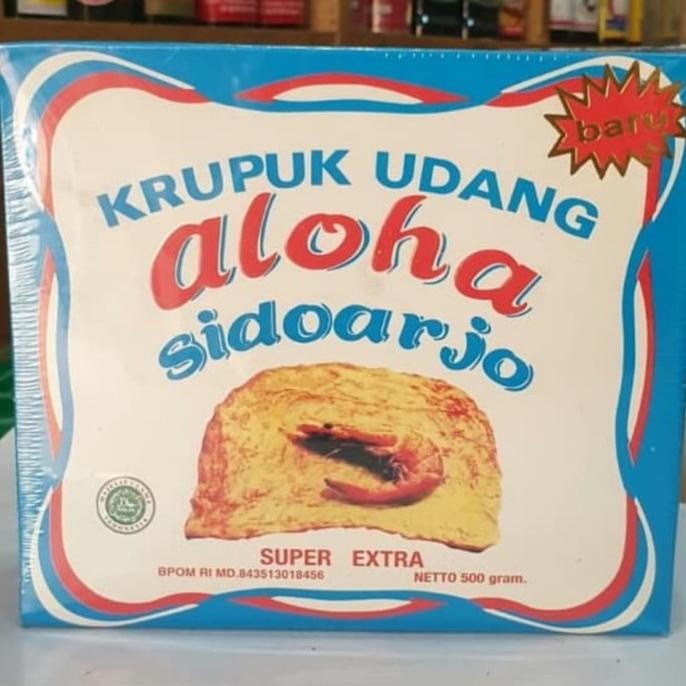 baru
KRUPUK UDANG
aloha
sidoarjo
SUPER EXTRA
BPOM RI MD.843513018456
NETTO 500 gram.